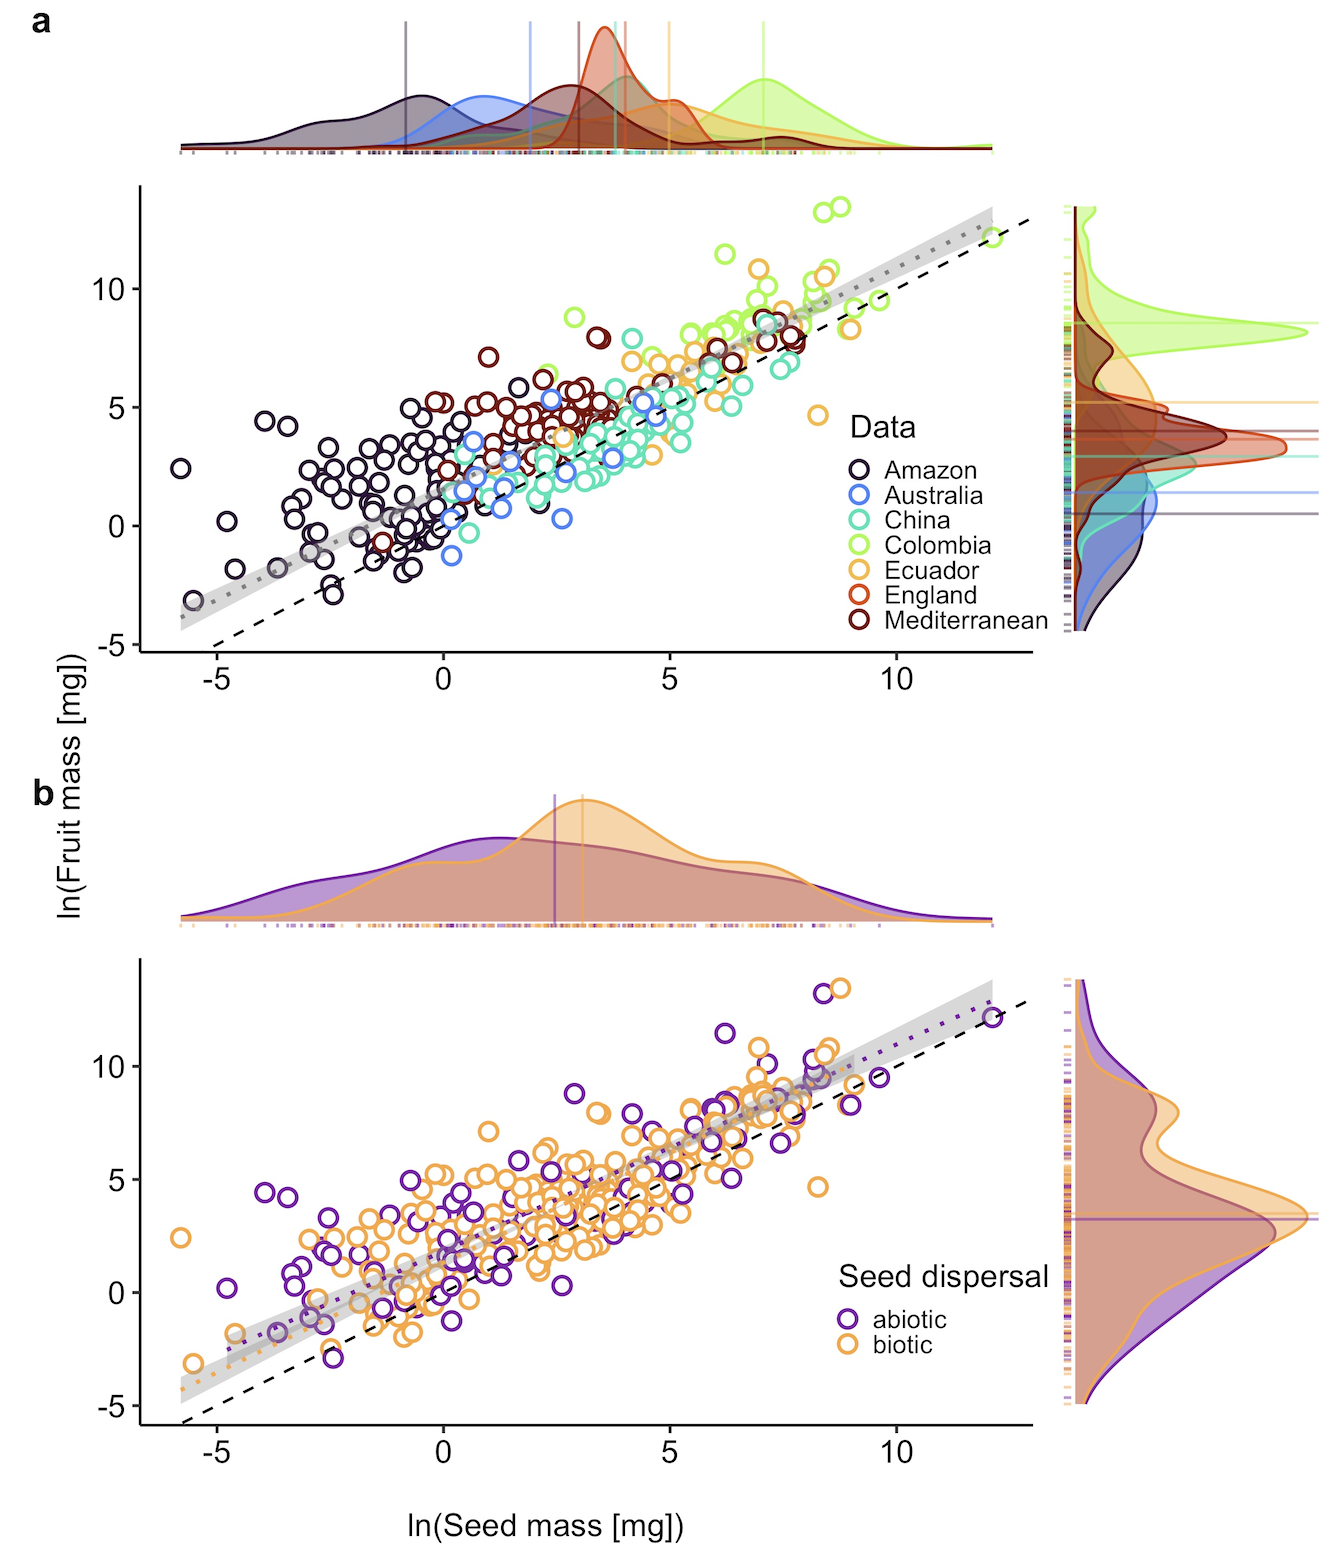 a
10
5
0
-5
-5 0 5 10
Data
Amazon
Australia
China
Colombia
Ecuador
England
Mediterranean
ln(Fruit mass [mg])
b
10
5
0
-5
-5 0 5 10
Seed dispersal
abiotic
biotic
ln(Seed mass [mg])